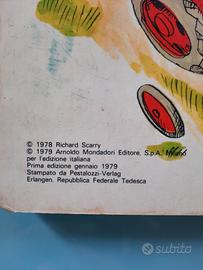 © 1978 Richard Scarry
© 1979 Arnoldo Mondadori Editore, S.p.A., Milano
per l'edizione italiana
Prima edizione gennaio 1979
Stampato da Pestalozzi-Verlag
Erlangen, Repubblica Federale Tedesca
subito